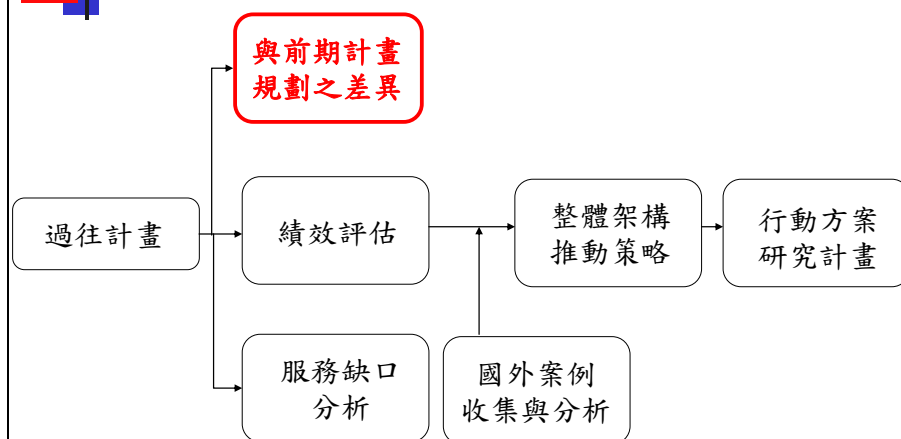 與前期計畫
規劃之差異
過往計畫
績效評估
整體架構
推動策略
行動方案
研究計畫
服務缺口
分析
國外案例
收集與分析